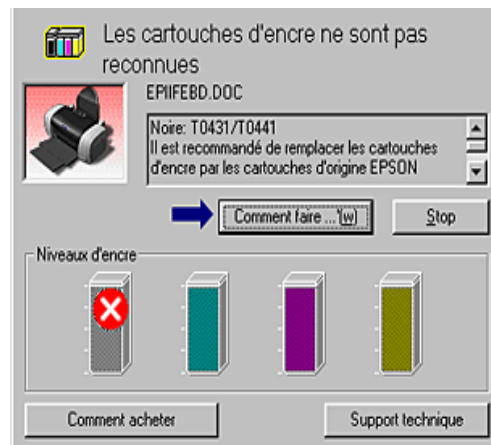 Les cartouches d'encre ne sont pas
reconnues
EPIIFEBD.DOC
Noire: T0431/T0441
Il est recommandé de remplacer les cartouches
d'encre par les cartouches d'origine EPSON
Comment faire ...'(w)
Stop
Niveaux d'encre
Comment acheter
Support technique